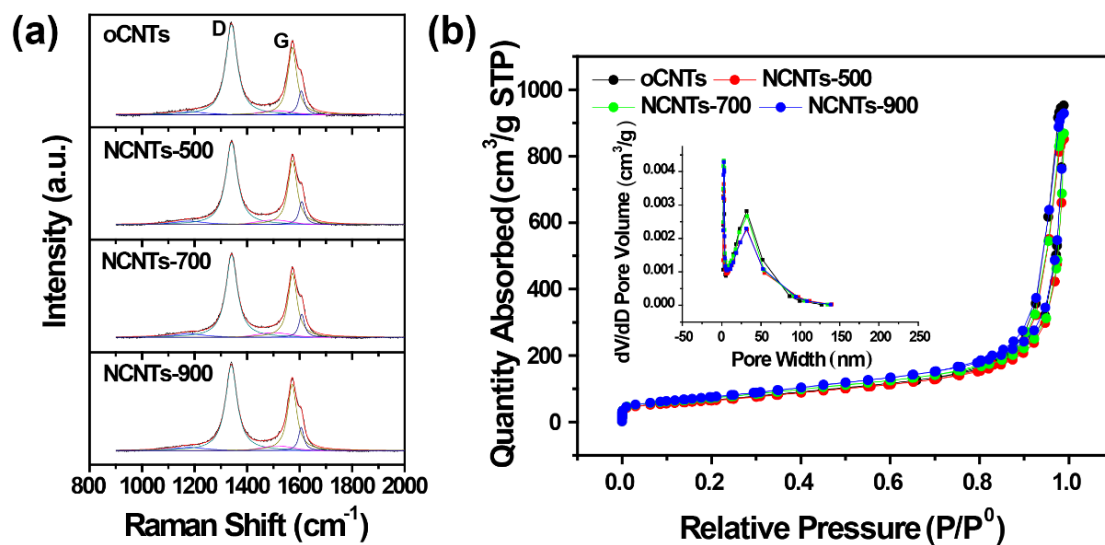 (a)
oCNTs
D
G
NCNTs-500
NCNTs-700
NCNTs-900
Intensity (a.u.)
800 1000 1200 1400 1600 1800 2000
Raman Shift (cm⁻¹)
(b)
oCNTs NCNTs-500
NCNTs-700 NCNTs-900
Quantity Absorbed (cm³/g STP)
1000
800
600
400
200
0
0.0 0.2 0.4 0.6 0.8 1.0
Relative Pressure (P/P⁰)
dV/dD Pore Volume (cm³/g)
0.004
0.003
0.002
0.001
0.000
-50 0 50 100 150 200 250
Pore Width (nm)